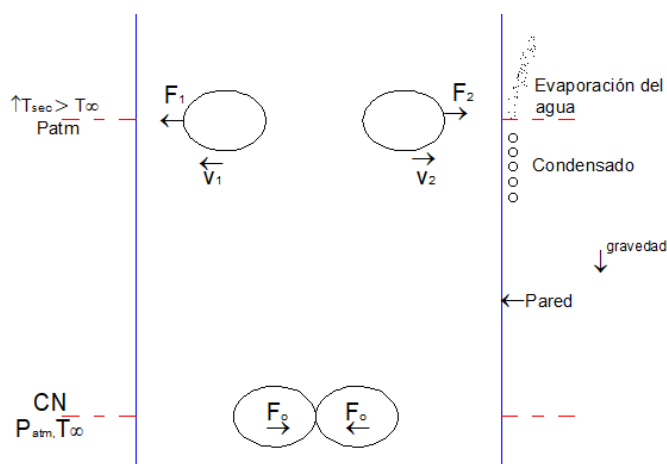 ↑Tsec > T∞
Patm
F1
F2
v1
v2
Evaporación del
agua
Condensado
gravedad
←Pared
CN
Patm,T∞
Fo
Fo